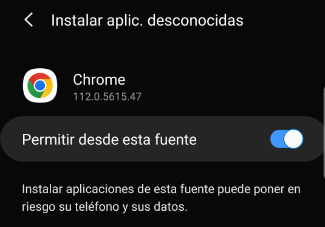 Instalar aplic. desconocidas
Chrome
112.0.5615.47
Permitir desde esta fuente
Instalar aplicaciones de esta fuente puede poner en
riesgo su teléfono y sus datos.